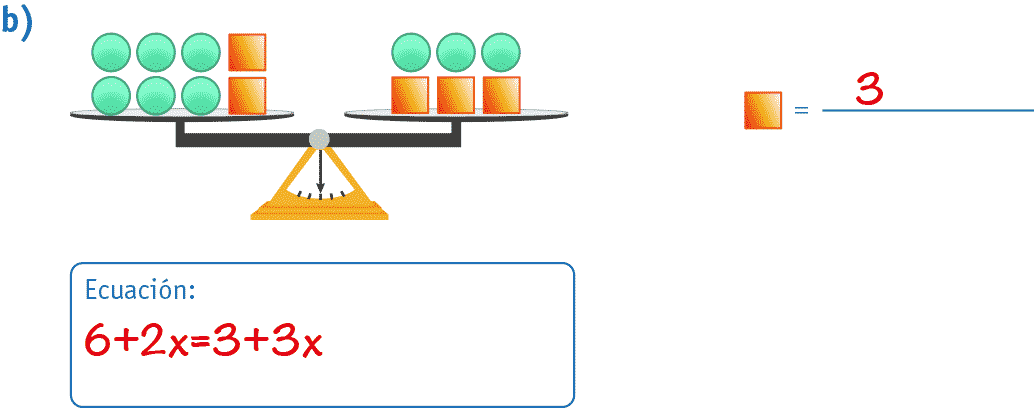 b)
= 3
Ecuación:
6+2x=3+3x